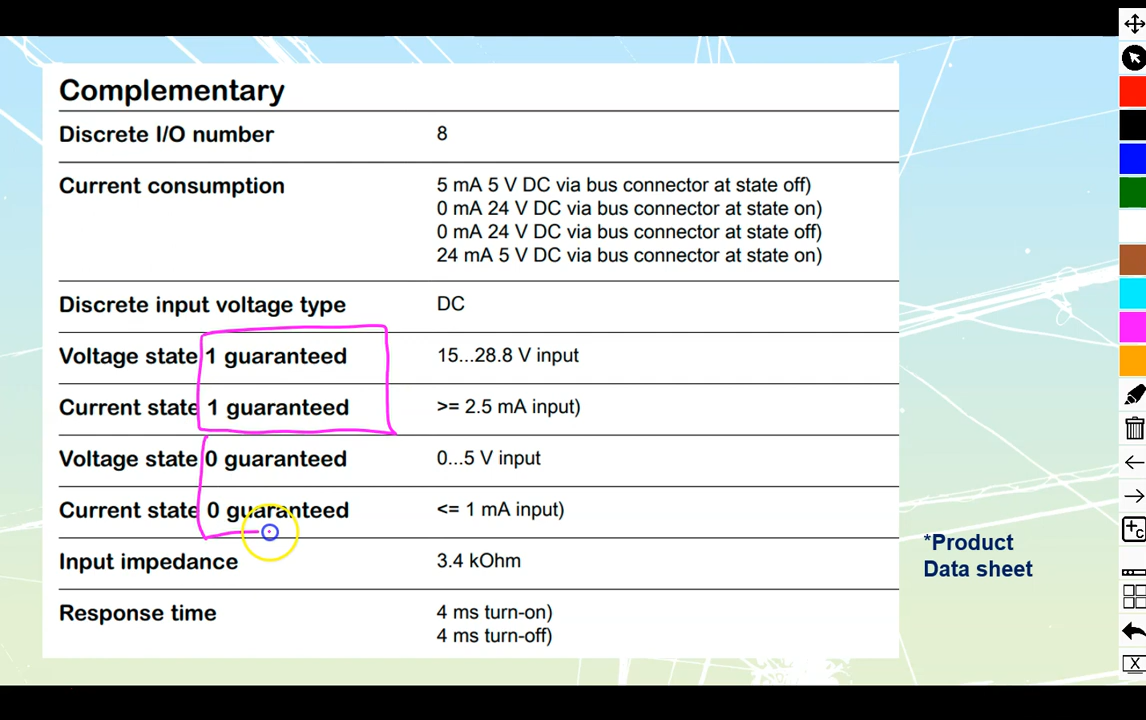 Complementary
Discrete I/O number 8
Current consumption 5 mA 5 V DC via bus connector at state off)
0 mA 24 V DC via bus connector at state on)
0 mA 24 V DC via bus connector at state off)
24 mA 5 V DC via bus connector at state on)
Discrete input voltage type DC
Voltage state 1 guaranteed 15...28.8 V input
Current state 1 guaranteed >= 2.5 mA input)
Voltage state 0 guaranteed 0...5 V input
Current state 0 guaranteed <= 1 mA input)
Input impedance 3.4 kOhm
Response time 4 ms turn-on)
4 ms turn-off)
*Product
Data sheet
+C
X